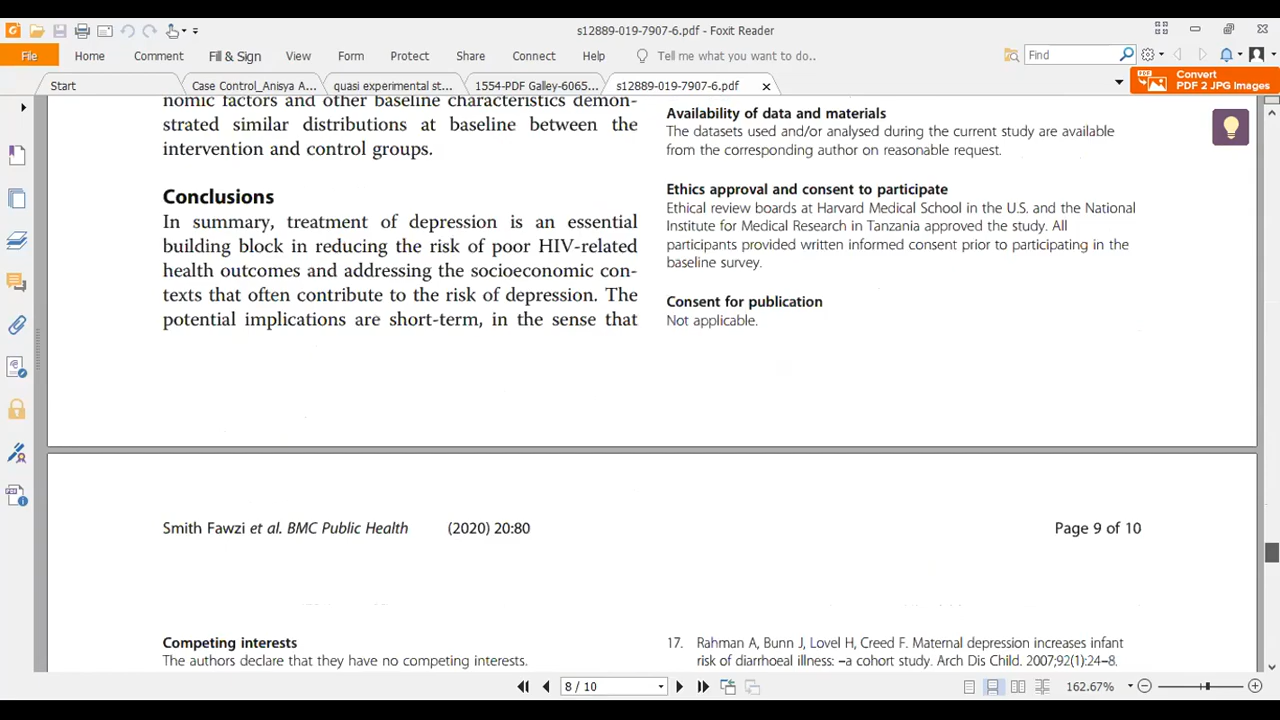 s12889-019-7907-6.pdf - Foxit Reader
File Home Comment Fill & Sign View Form Protect Share Connect Help Tell me what you want to do.. Find
Start Case Control_Anisya A... quasi experimental st... 1554-PDF Galley-6065... s12889-019-7907-6.pdf
Convert
PDF 2 JPG Images
nomic factors and other baseline characteristics demon-
strated similar distributions at baseline between the
intervention and control groups.
Conclusions
In summary, treatment of depression is an essential
building block in reducing the risk of poor HIV-related
health outcomes and addressing the socioeconomic con-
texts that often contribute to the risk of depression. The
potential implications are short-term, in the sense that
Availability of data and materials
The datasets used and/or analysed during the current study are available
from the corresponding author on reasonable request.
Ethics approval and consent to participate
Ethical review boards at Harvard Medical School in the U.S. and the National
Institute for Medical Research in Tanzania approved the study. All
participants provided written informed consent prior to participating in the
baseline survey.
Consent for publication
Not applicable.
Smith Fawzi et al. BMC Public Health (2020) 20:80 Page 9 of 10
Competing interests
The authors declare that they have no competing interests.
17. Rahman A, Bunn J, Lovel H, Creed F. Maternal depression increases infant
risk of diarrhoeal illness: –a cohort study. Arch Dis Child. 2007;92(1):24–8.
8 / 10 162.67%